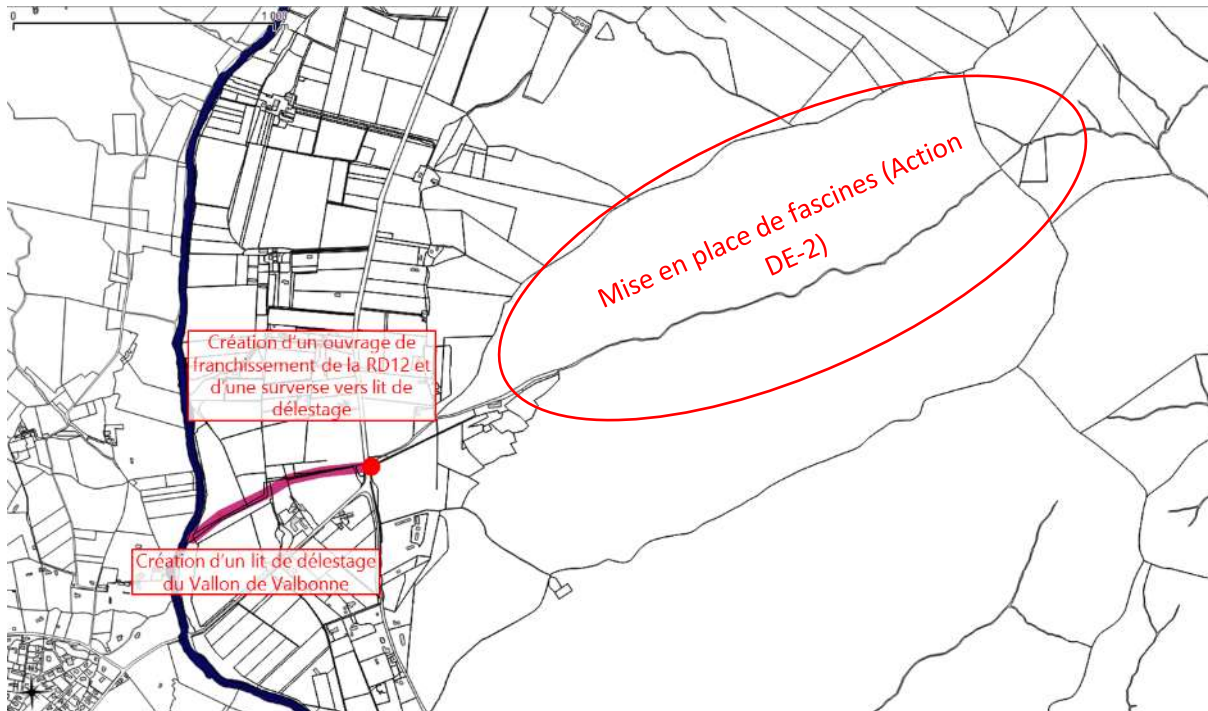 0 1 000
m
Mise en place de fascines (Action
DE-2)
Création d'un ouvrage de
franchissement de la RD12 et
d'une surverse vers lit de
délestage
Création d'un lit de délestage
du Vallon de Valbonne